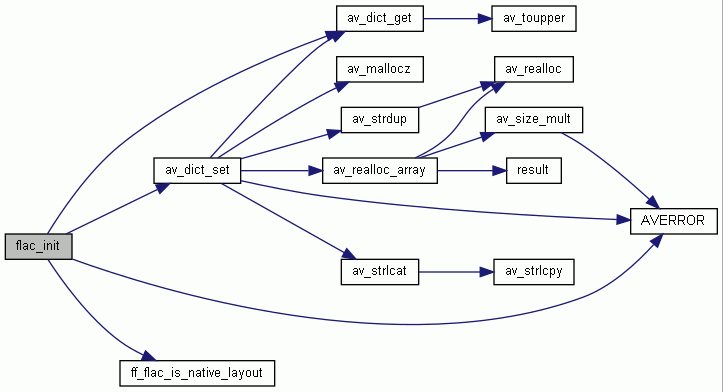 av_dict_get
av_toupper
av_mallocz
av_realloc
av_strdup
av_size_mult
av_dict_set
av_realloc_array
result
AVERROR
flac_init
av_strlcat
av_strlcpy
ff_flac_is_native_layout